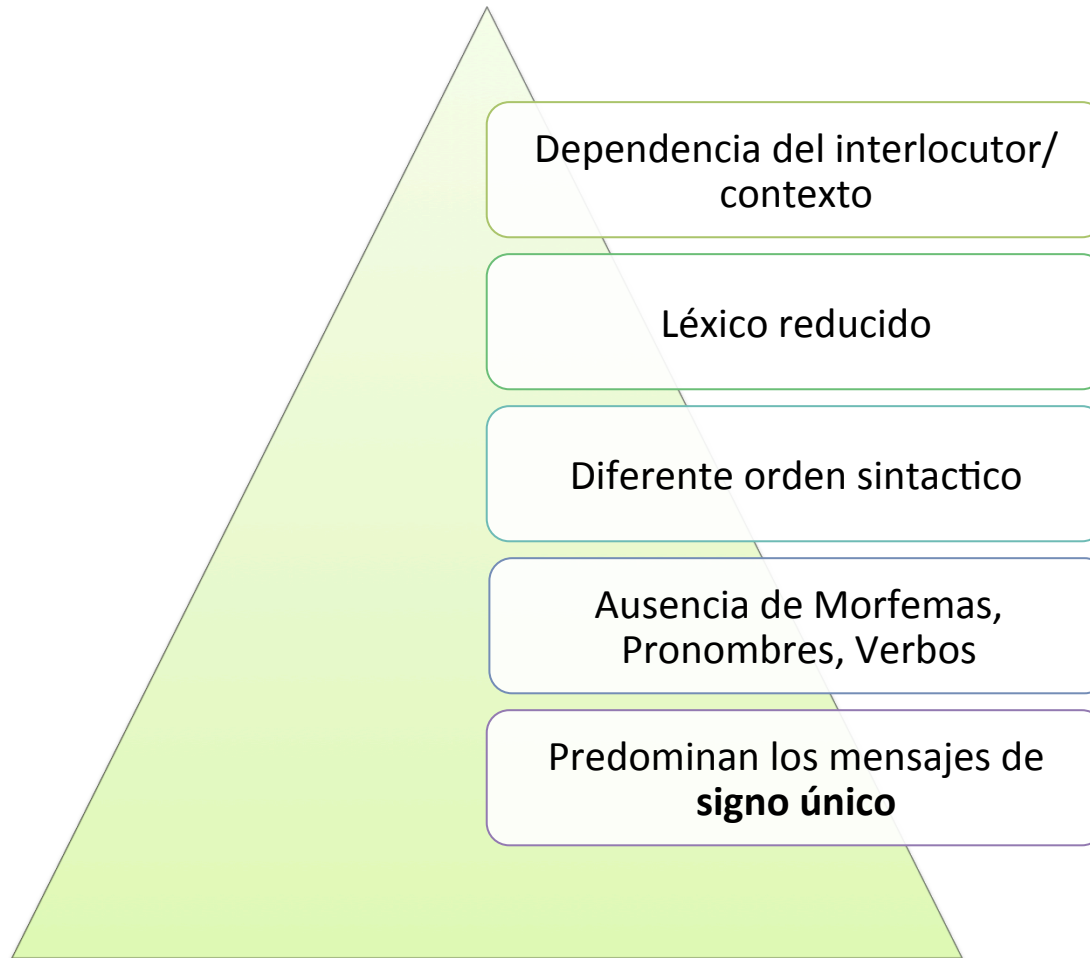 Dependencia del interlocutor/
contexto
Léxico reducido
Diferente orden sintactico
Ausencia de Morfemas,
Pronombres, Verbos
Predominan los mensajes de
signo único